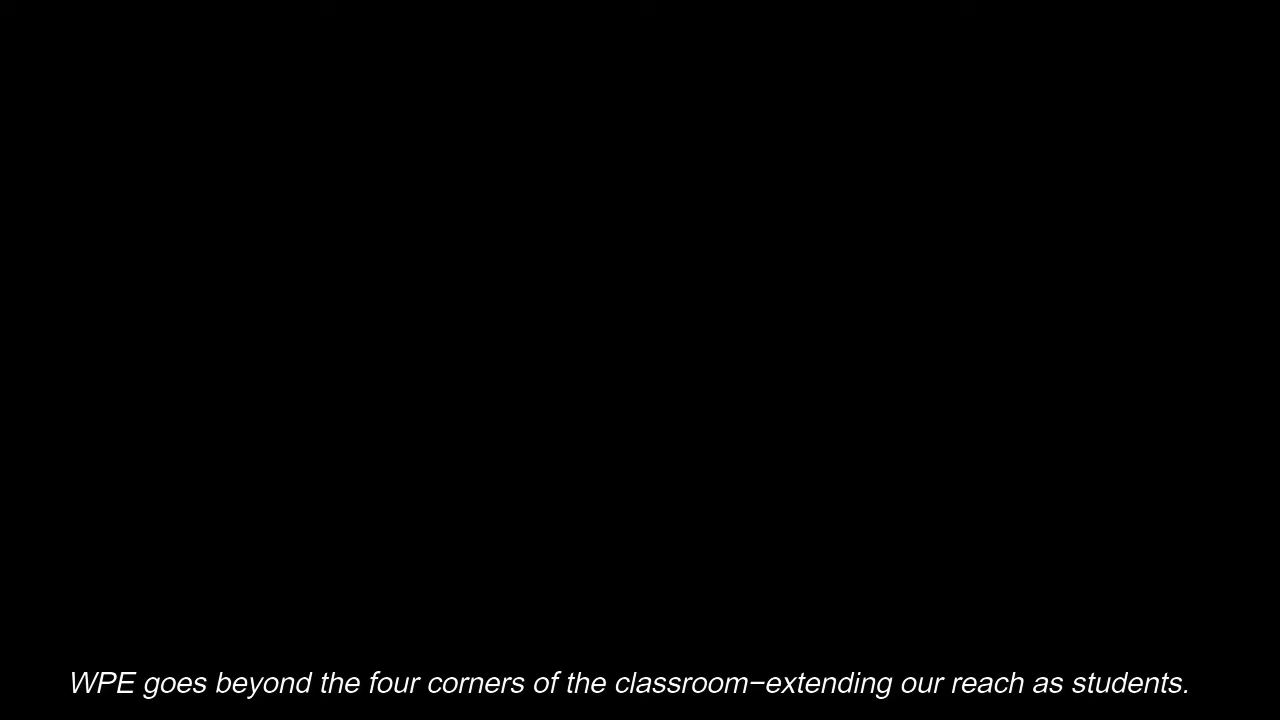 WPE goes beyond the four corners of the classroom–extending our reach as students.